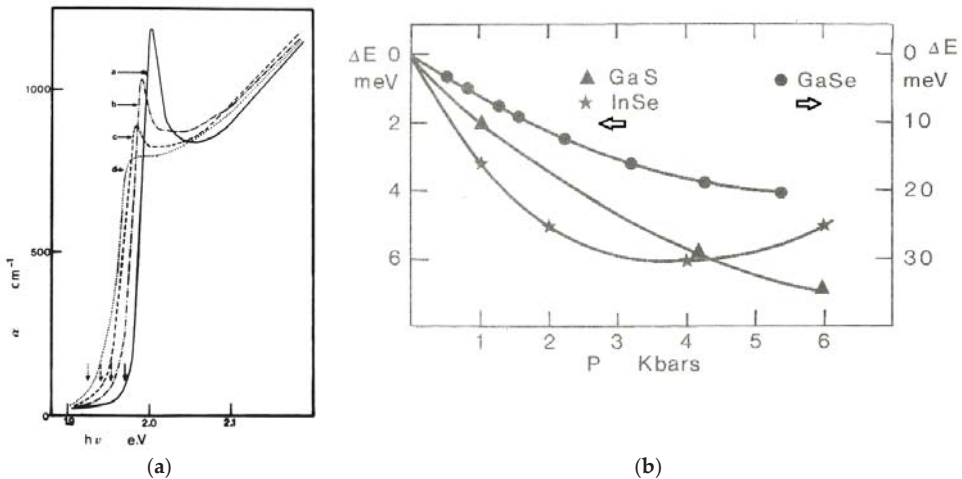 1000
500
0
cm⁻¹
α
a
b
c
d
1.9
2.0
2.1
hν e.V
(a)
ΔE 0
meV
2
4
6
GaS
InSe
GaSe
0 ΔE
meV
10
20
30
1 2 3 4 5 6
P Kbars
(b)